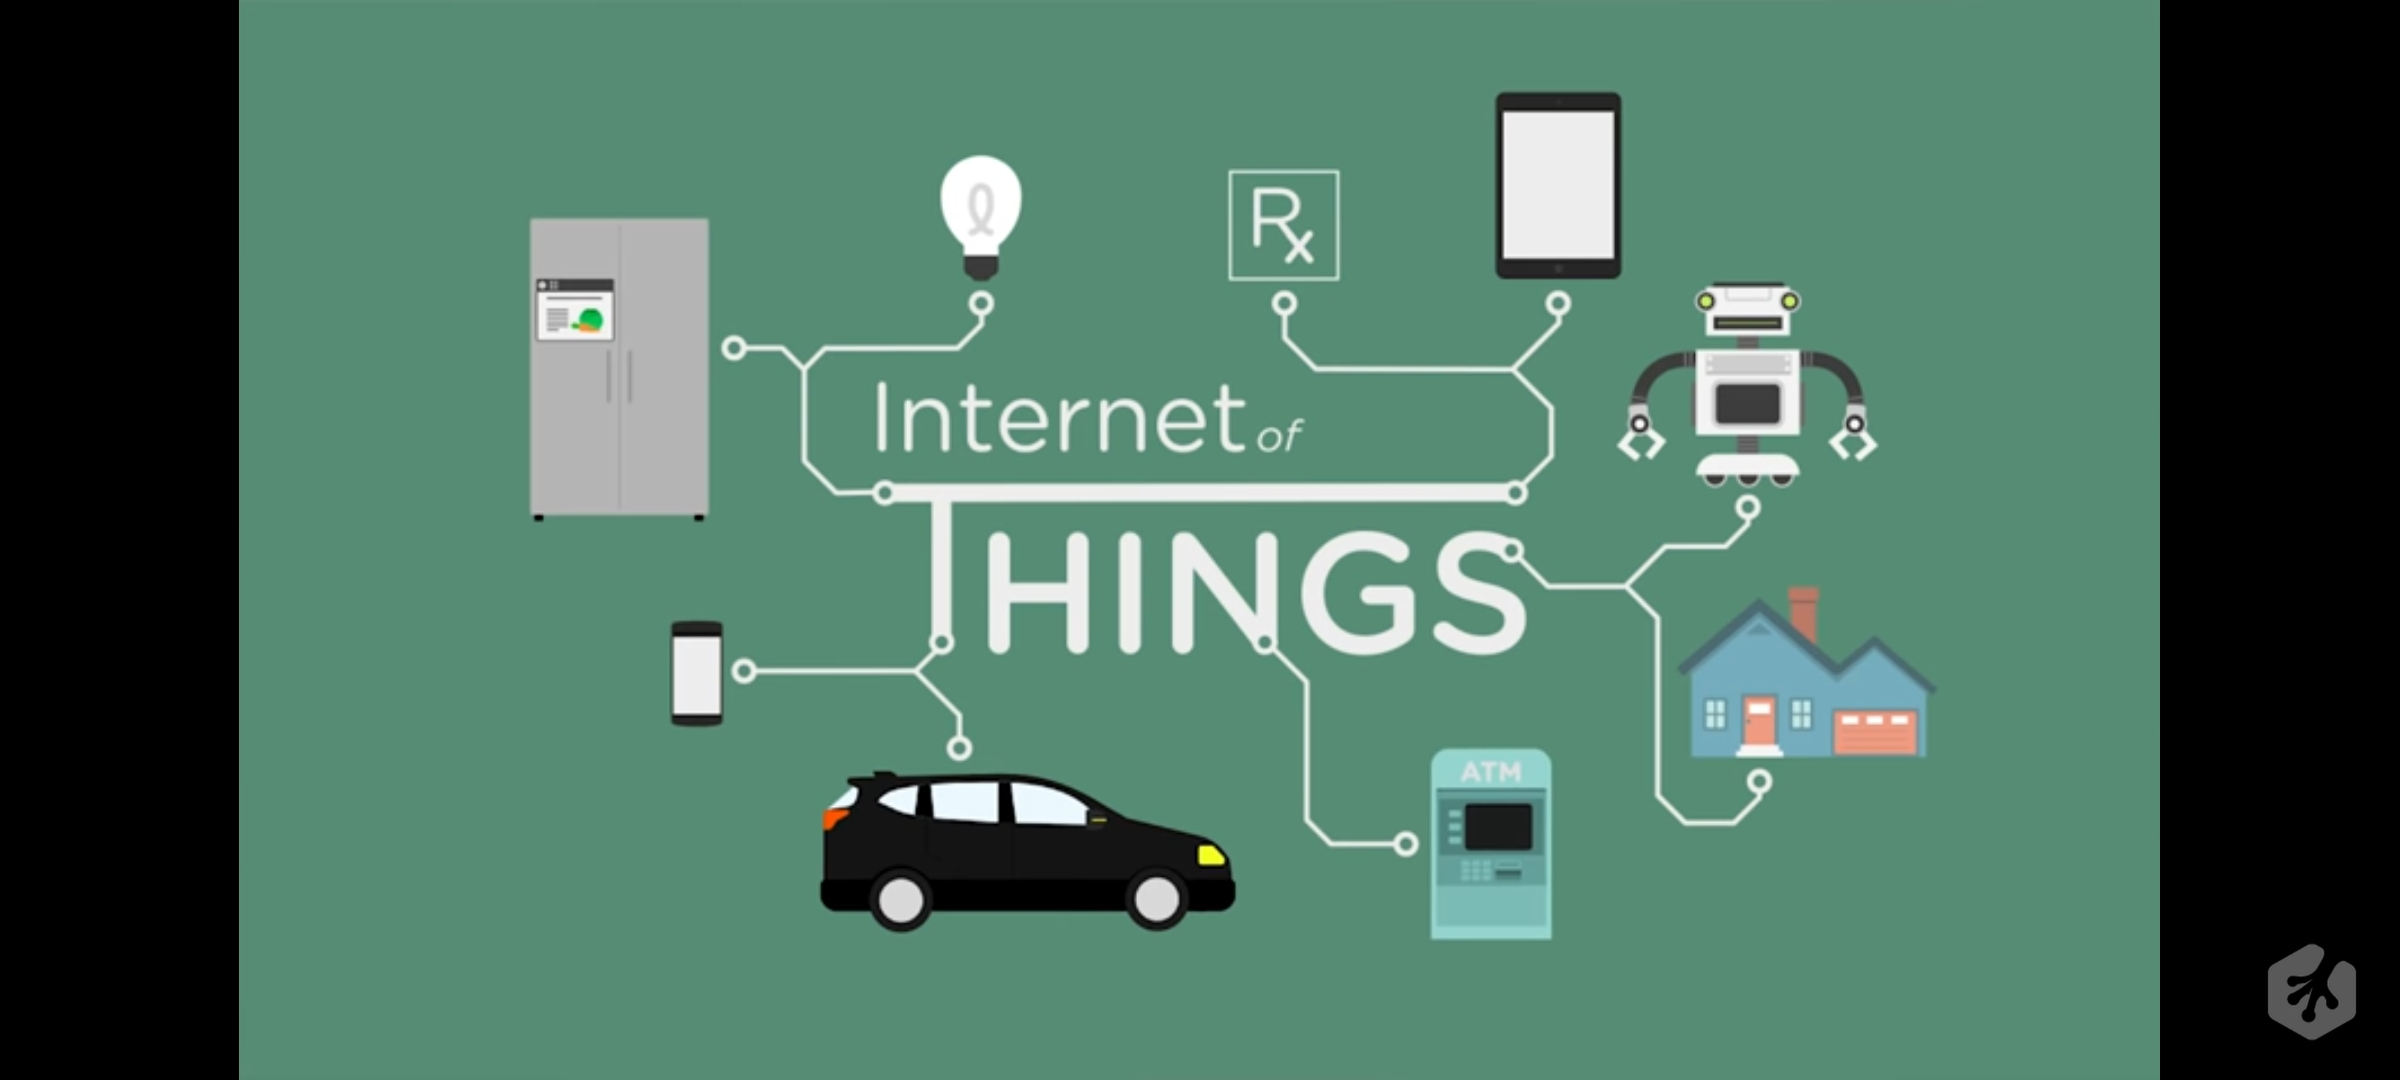 Rx
Internet of
THINGS
ATM